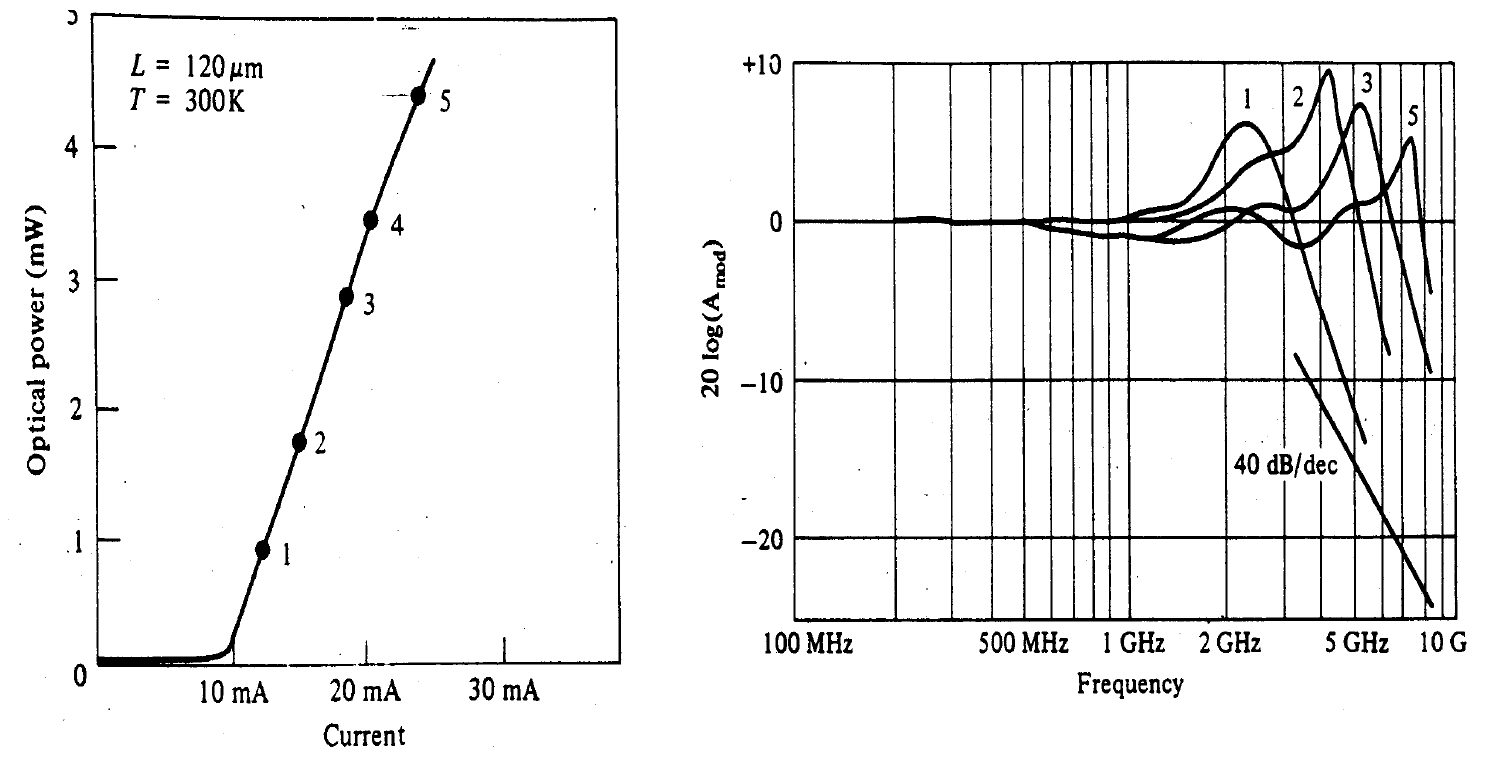 5
L = 120 μm
T = 300K
5
4
4
3
3
2
2
1
1
0
10 mA 20 mA 30 mA
Current
Optical power (mW)
+10
1 2 3 5
0
−10
40 dB/dec
−20
100 MHz 500 MHz 1 GHz 2 GHz 5 GHz 10 G
Frequency
20 log(A_mod)